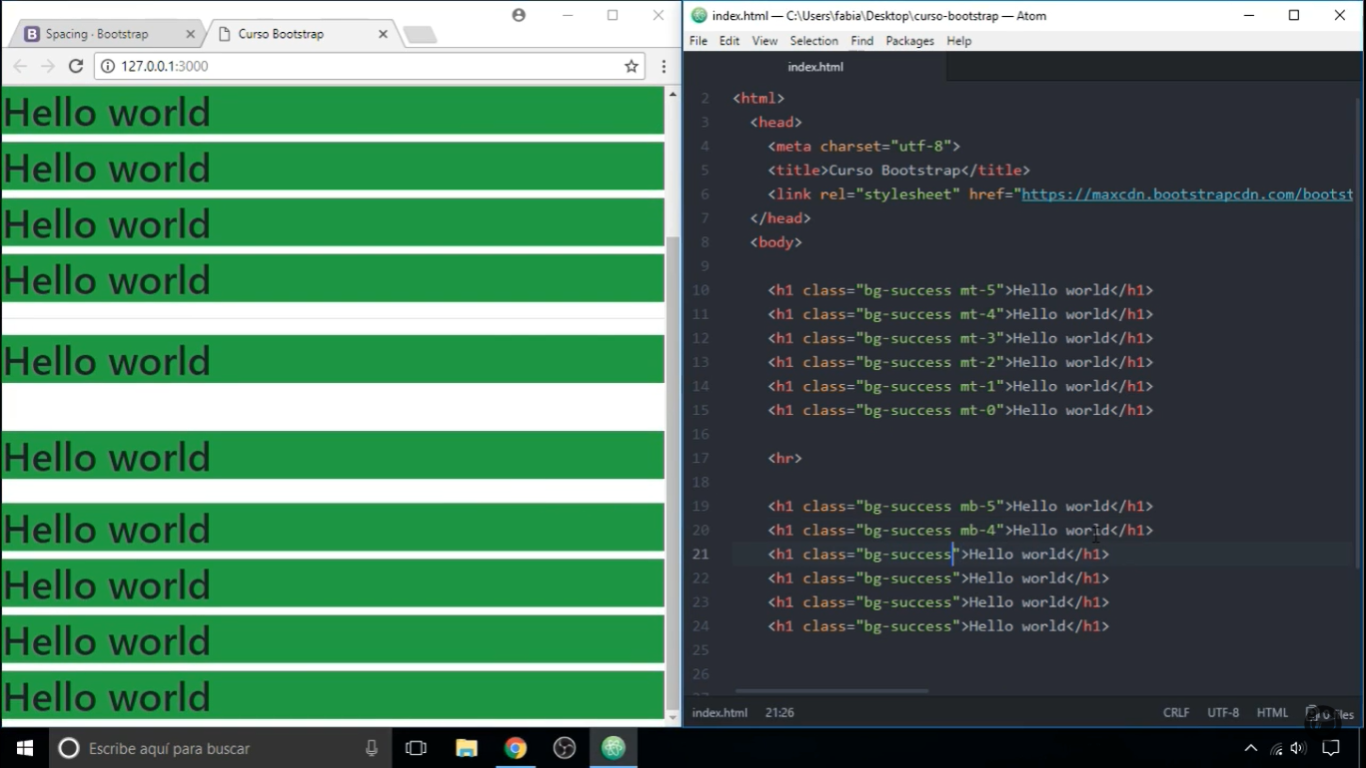 Spacing · Bootstrap
Curso Bootstrap
127.0.0.1:3000
Hello world
Hello world
Hello world
Hello world
Hello world
Hello world
Hello world
Hello world
Hello world
Hello world
index.html — C:\Users\fabia\Desktop\curso-bootstrap — Atom
File Edit View Selection Find Packages Help
index.html
2 <html>
3 <head>
4 <meta charset="utf-8">
5 <title>Curso Bootstrap</title>
6 <link rel="stylesheet" href="https://maxcdn.bootstrapcdn.com/bootst
7 </head>
8 <body>
9
10 <h1 class="bg-success mt-5">Hello world</h1>
11 <h1 class="bg-success mt-4">Hello world</h1>
12 <h1 class="bg-success mt-3">Hello world</h1>
13 <h1 class="bg-success mt-2">Hello world</h1>
14 <h1 class="bg-success mt-1">Hello world</h1>
15 <h1 class="bg-success mt-0">Hello world</h1>
16
17 <hr>
18
19 <h1 class="bg-success mb-5">Hello world</h1>
20 <h1 class="bg-success mb-4">Hello world</h1>
21 <h1 class="bg-success">Hello world</h1>
22 <h1 class="bg-success">Hello world</h1>
23 <h1 class="bg-success">Hello world</h1>
24 <h1 class="bg-success">Hello world</h1>
25
26
index.html 21:26 CRLF UTF-8 HTML
Escribe aquí para buscar